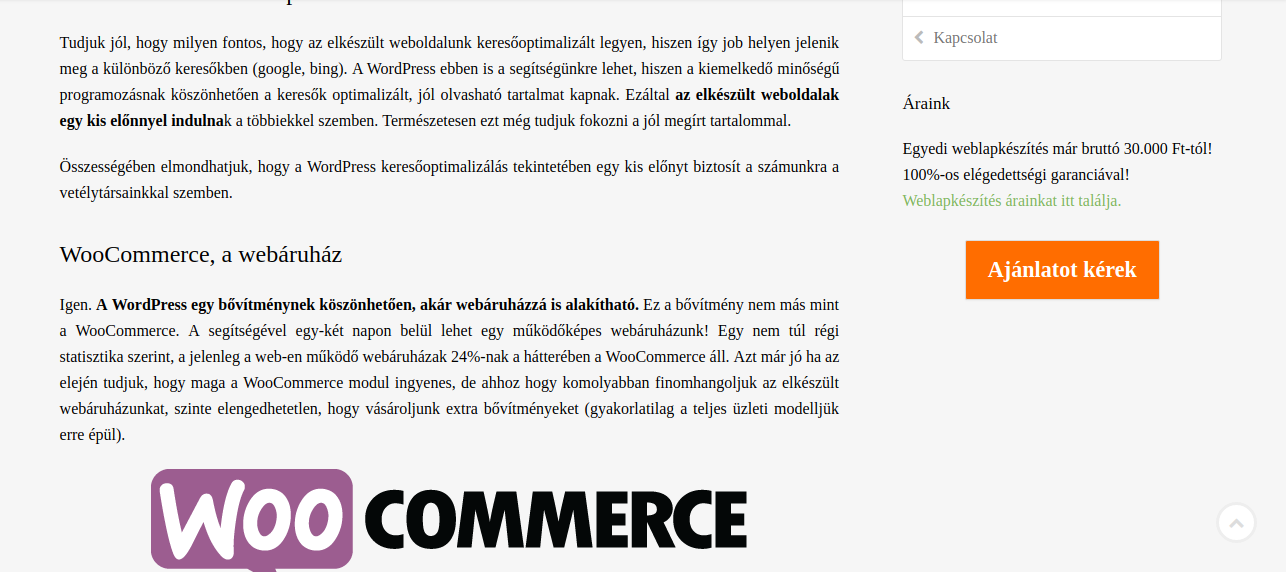 Tudjuk jól, hogy milyen fontos, hogy az elkészült weboldalunk keresőoptimalizált legyen, hiszen így job helyen jelenik
meg a különböző keresőkben (google, bing). A WordPress ebben is a segítségünkre lehet, hiszen a kiemelkedő minőségű
programozásnak köszönhetően a keresők optimalizált, jól olvasható tartalmat kapnak. Ezáltal az elkészült weboldalak
egy kis előnnyel indulnak a többiekkel szemben. Természetesen ezt még tudjuk fokozni a jól megírt tartalommal.
Összességében elmondhatjuk, hogy a WordPress keresőoptimalizálás tekintetében egy kis előnyt biztosít a számunkra a
vetélytársainkkal szemben.
WooCommerce, a webáruház
Igen. A WordPress egy bővítménynek köszönhetően, akár webáruházzá is alakítható. Ez a bővítmény nem más mint
a WooCommerce. A segítségével egy-két napon belül lehet egy működőképes webáruházunk! Egy nem túl régi
statisztika szerint, a jelenleg a web-en működő webáruházak 24%-nak a hátterében a WooCommerce áll. Azt már jó ha az
elején tudjuk, hogy maga a WooCommerce modul ingyenes, de ahhoz hogy komolyabban finomhangoljuk az elkészült
webáruházunkat, szinte elengedhetetlen, hogy vásároljunk extra bővítményeket (gyakorlatilag a teljes üzleti modelljük
erre épül).
WOO COMMERCE
Kapcsolat
Áraink
Egyedi weblapkészítés már bruttó 30.000 Ft-tól!
100%-os elégedettségi garanciával!
Weblapkészítés árainkat itt találja.
Ajánlatot kérek